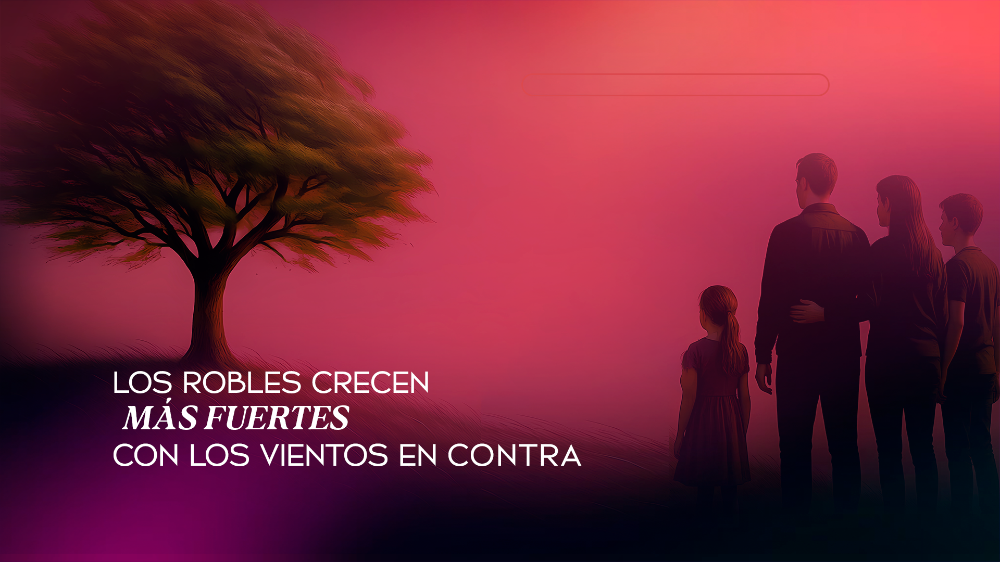 LOS ROBLES CRECEN
MÁS FUERTES
CON LOS VIENTOS EN CONTRA